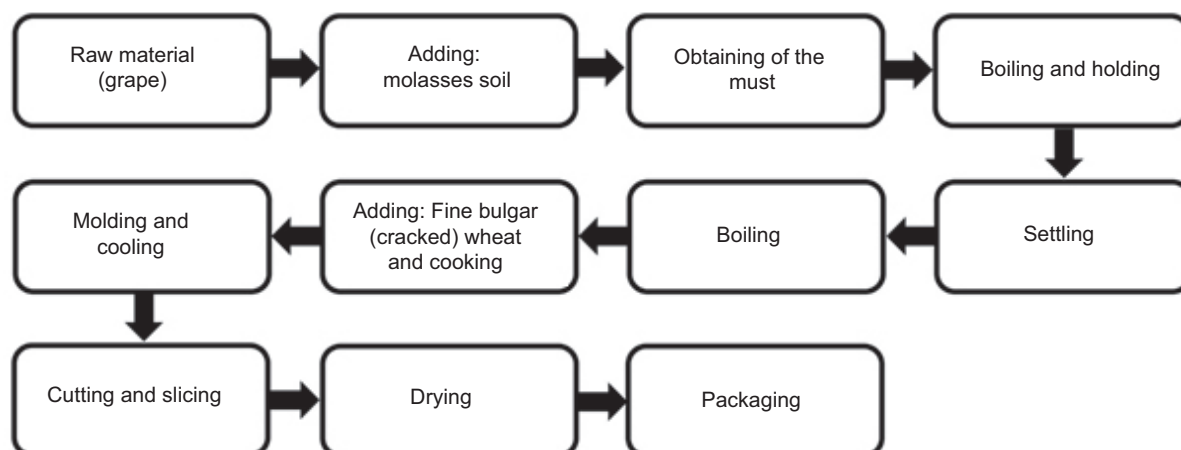 Raw material
(grape)
Adding:
molasses soil
Obtaining of the
must
Boiling and holding
Settling
Boiling
Adding: Fine bulgar
(cracked) wheat
and cooking
Molding and
cooling
Cutting and slicing
Drying
Packaging